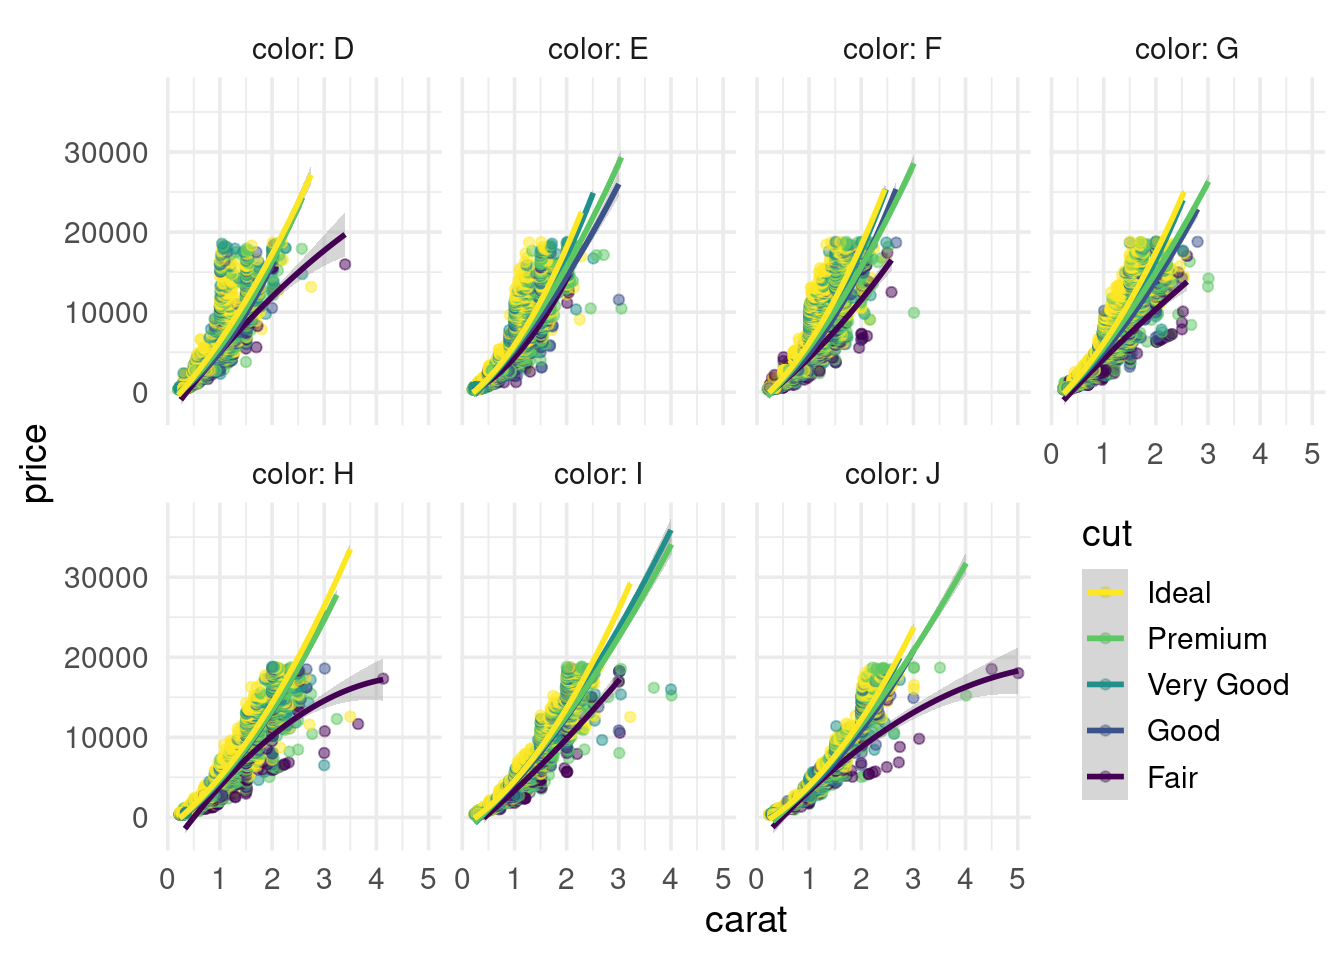 color: D
color: E
color: F
color: G
30000
20000
10000
0
0 1 2 3 4 5
price
color: H
color: I
color: J
30000
20000
10000
0
0 1 2 3 4 5
0 1 2 3 4 5
0 1 2 3 4 5
carat
cut
Ideal
Premium
Very Good
Good
Fair